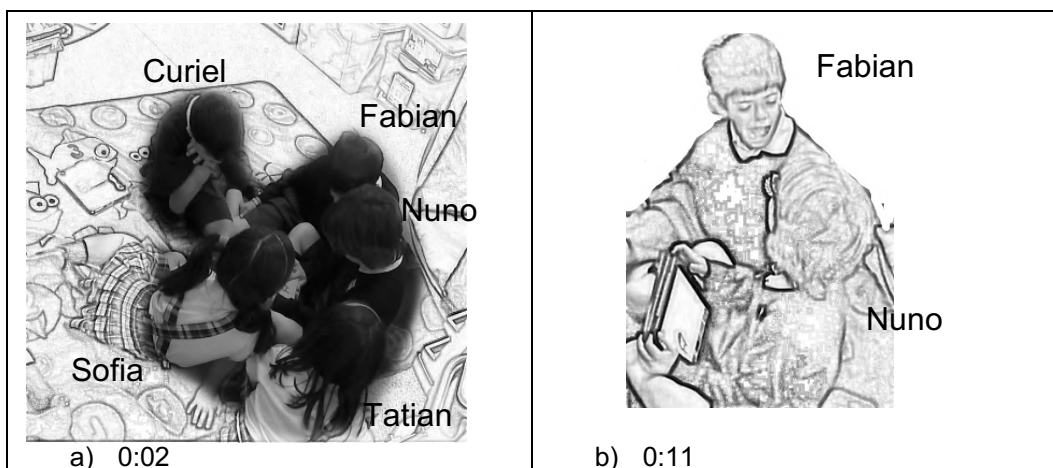 Curiel
Fabian
Nuno
Sofia
Tatian
a) 0:02
Fabian
Nuno
b) 0:11